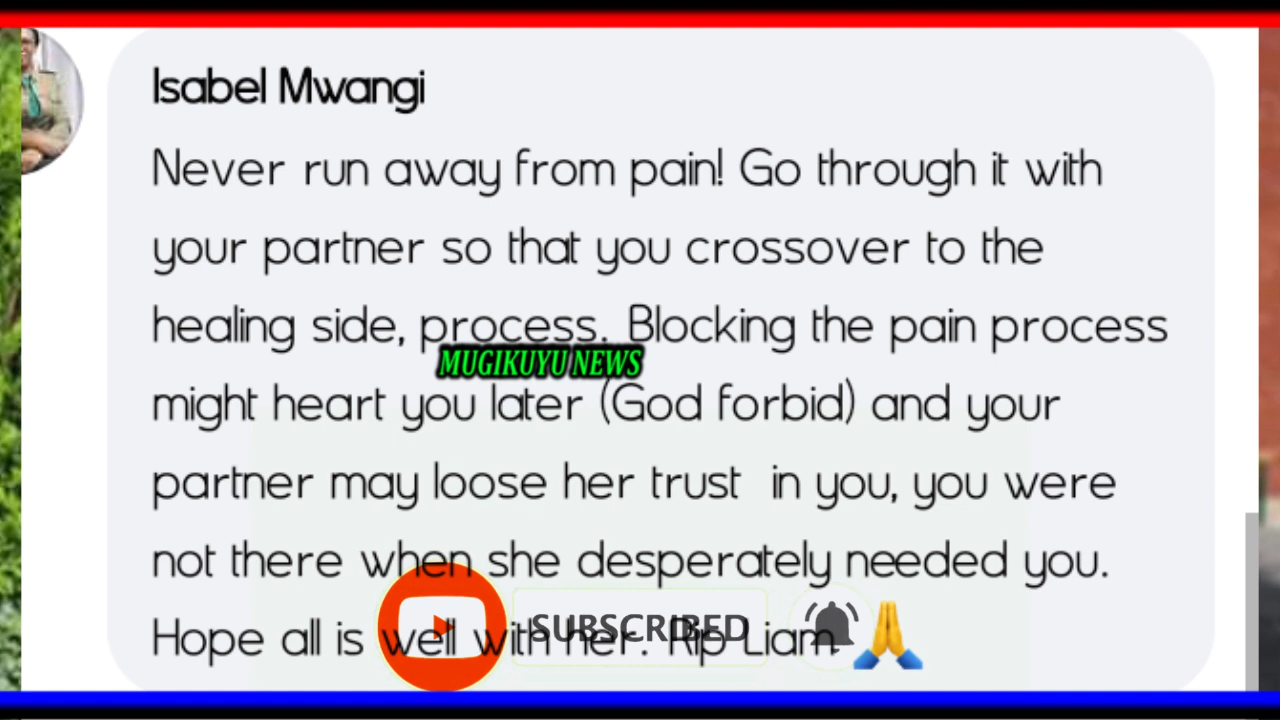 Isabel Mwangi
Never run away from pain! Go through it with
your partner so that you crossover to the
healing side, process. Blocking the pain process
MUGIKUYU NEWS
might heart you later (God forbid) and your
partner may loose her trust in you, you were
not there when she desperately needed you.
Hope all is well with her. Rip Liam 🙏
SUBSCRIBED